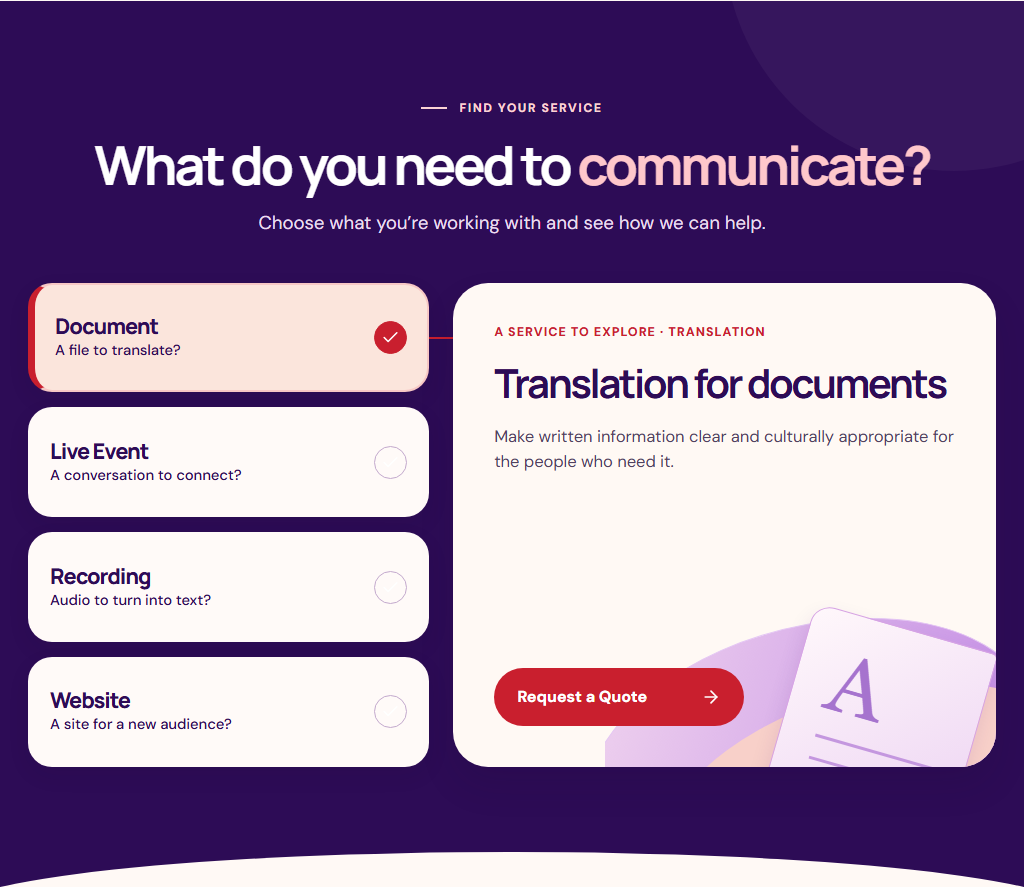 FIND YOUR SERVICE
What do you need to communicate?
Choose what you’re working with and see how we can help.
Document
A file to translate?
Live Event
A conversation to connect?
Recording
Audio to turn into text?
Website
A site for a new audience?
A SERVICE TO EXPLORE · TRANSLATION
Translation for documents
Make written information clear and culturally appropriate for
the people who need it.
Request a Quote
A